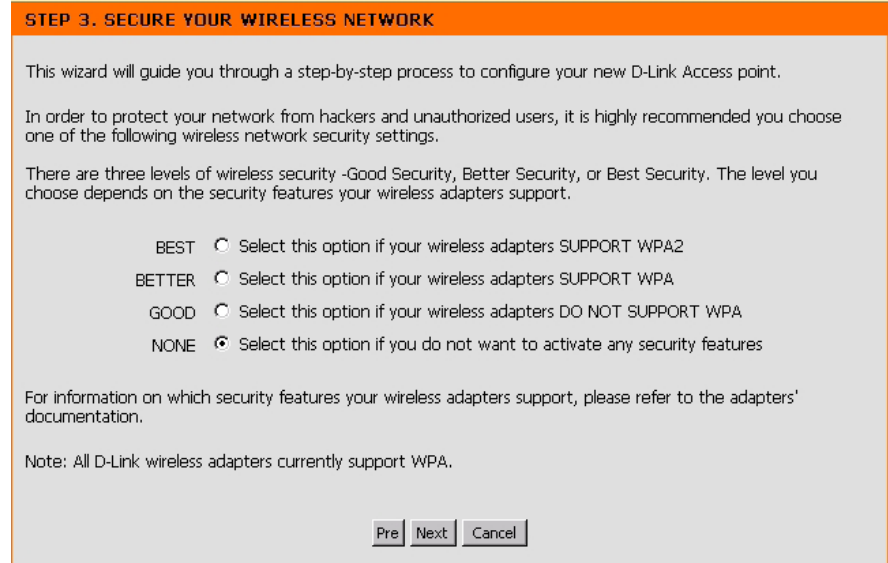 STEP 3. SECURE YOUR WIRELESS NETWORK
This wizard will guide you through a step-by-step process to configure your new D-Link Access point.
In order to protect your network from hackers and unauthorized users, it is highly recommended you choose
one of the following wireless network security settings.
There are three levels of wireless security -Good Security, Better Security, or Best Security. The level you
choose depends on the security features your wireless adapters support.
BEST Select this option if your wireless adapters SUPPORT WPA2
BETTER Select this option if your wireless adapters SUPPORT WPA
GOOD Select this option if your wireless adapters DO NOT SUPPORT WPA
NONE Select this option if you do not want to activate any security features
For information on which security features your wireless adapters support, please refer to the adapters'
documentation.
Note: All D-Link wireless adapters currently support WPA.
Pre Next Cancel